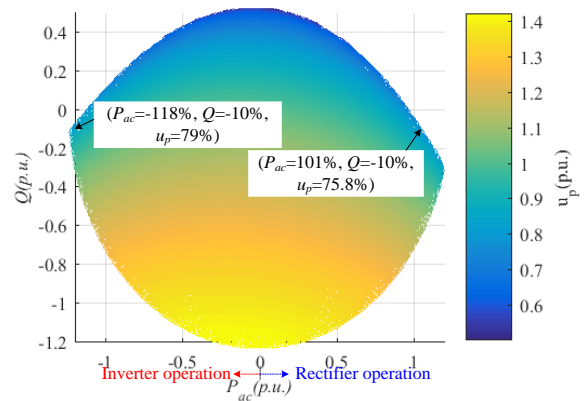 0.4
0.2
0
-0.2
-0.4
-0.6
-0.8
-1
-1.2
Q(p.u.)
(Pac=-118%, Q=-10%,
up=79%)
(Pac=101%, Q=-10%,
up=75.8%)
-1
-0.5
0
0.5
1
Inverter operation
Rectifier operation
Pac(p.u.)
1.4
1.3
1.2
1.1
1
0.9
0.8
0.7
0.6
up(p.u.)